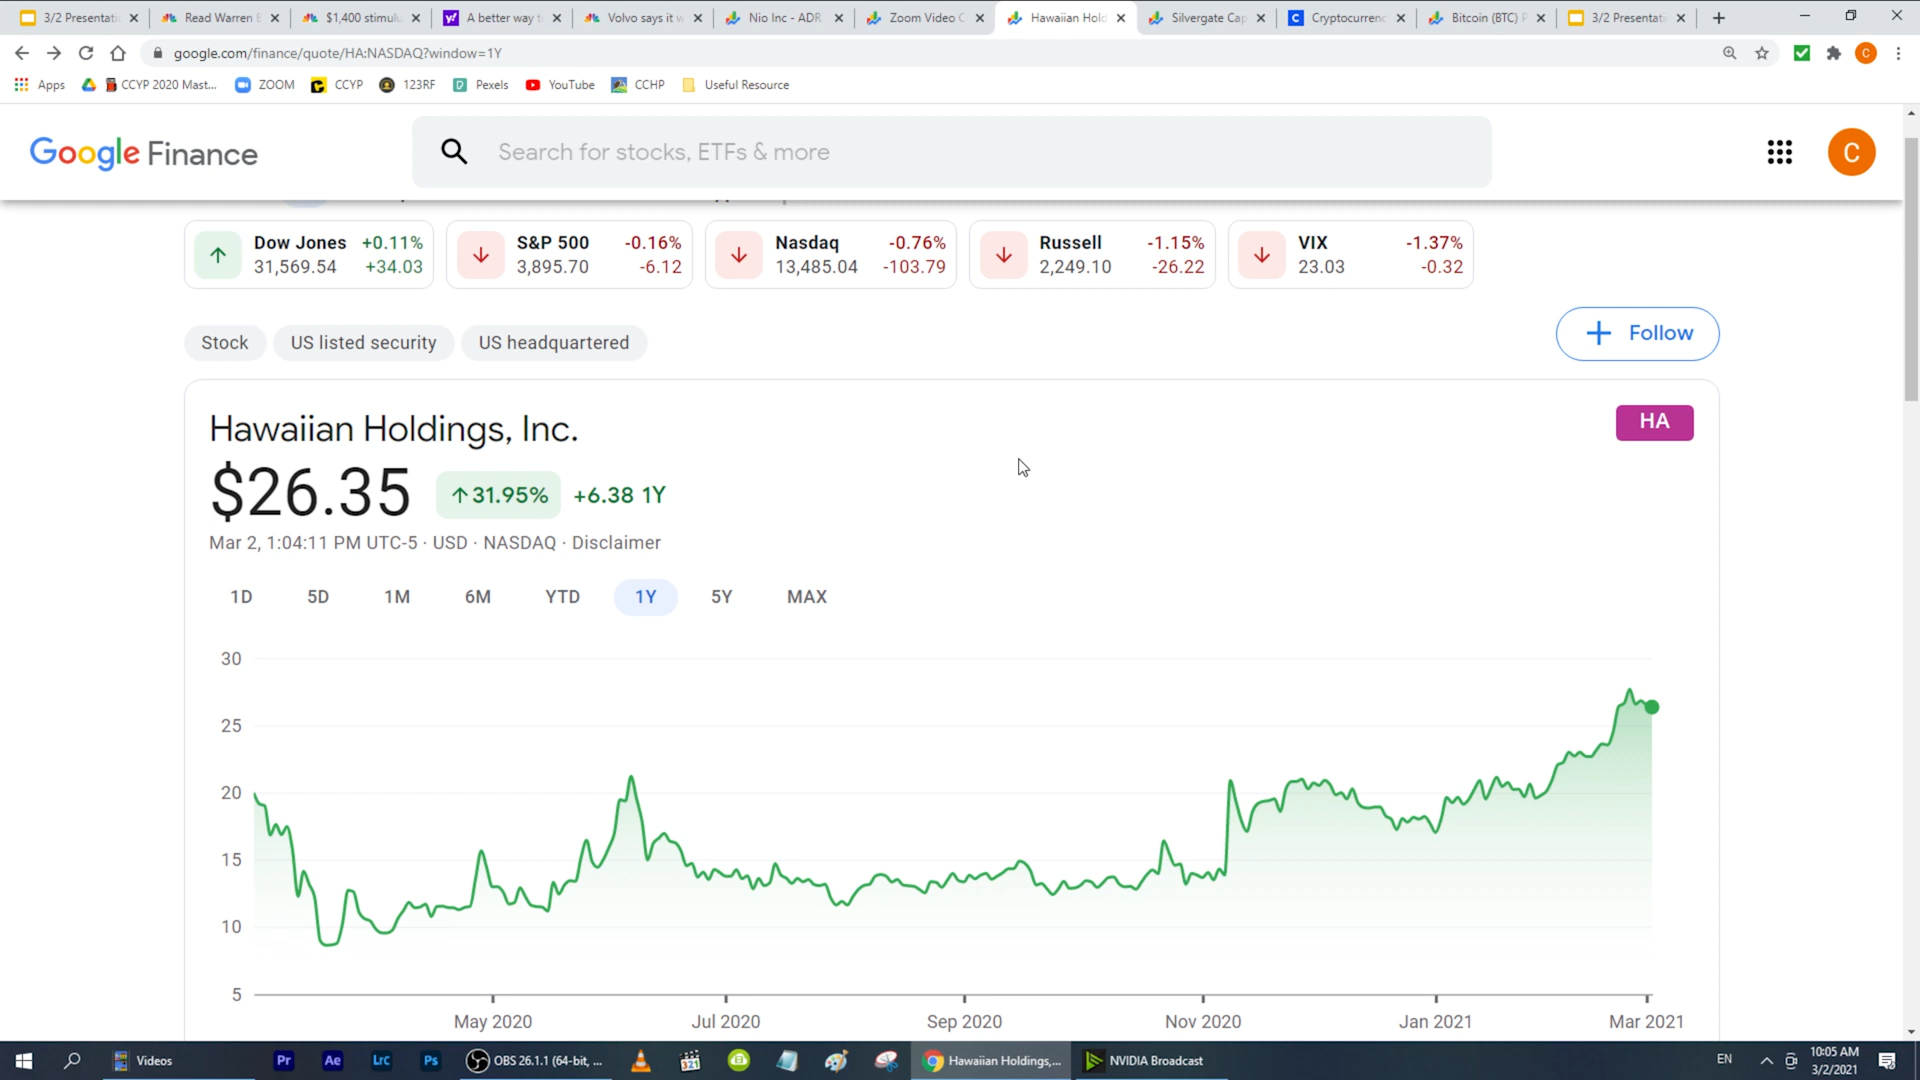 3/2 Presentati
Read Warren
$1,400 stimul
A better way
Volvo says it w
Nio Inc - ADR
Zoom Video C
Hawaiian Hold
Silvergate Cap
Cryptocurrenc
Bitcoin (BTC) P
3/2 Presentati
google.com/finance/quote/HA:NASDAQ?window=1Y
C
Apps
CCYP 2020 Mast...
ZOOM
CCYP
123RF
Pexels
YouTube
CCHP
Useful Resource
Google Finance
Search for stocks, ETFs & more
C
Dow Jones +0.11%
31,569.54 +34.03
S&P 500 -0.16%
3,895.70 -6.12
Nasdaq -0.76%
13,485.04 -103.79
Russell -1.15%
2,249.10 -26.22
VIX -1.37%
23.03 -0.32
Stock
US listed security
US headquartered
+ Follow
Hawaiian Holdings, Inc.
HA
$26.35 ↑31.95% +6.38 1Y
Mar 2, 1:04:11 PM UTC-5 · USD · NASDAQ · Disclaimer
1D 5D 1M 6M YTD 1Y 5Y MAX
30
25
20
15
10
5
May 2020 Jul 2020 Sep 2020 Nov 2020 Jan 2021 Mar 2021
Videos
Pr
Ae
Lrc
Ps
OBS 26.1.1 (64-bit, ...
321
Hawaiian Holdings,...
NVIDIA Broadcast
EN
10:05 AM
3/2/2021